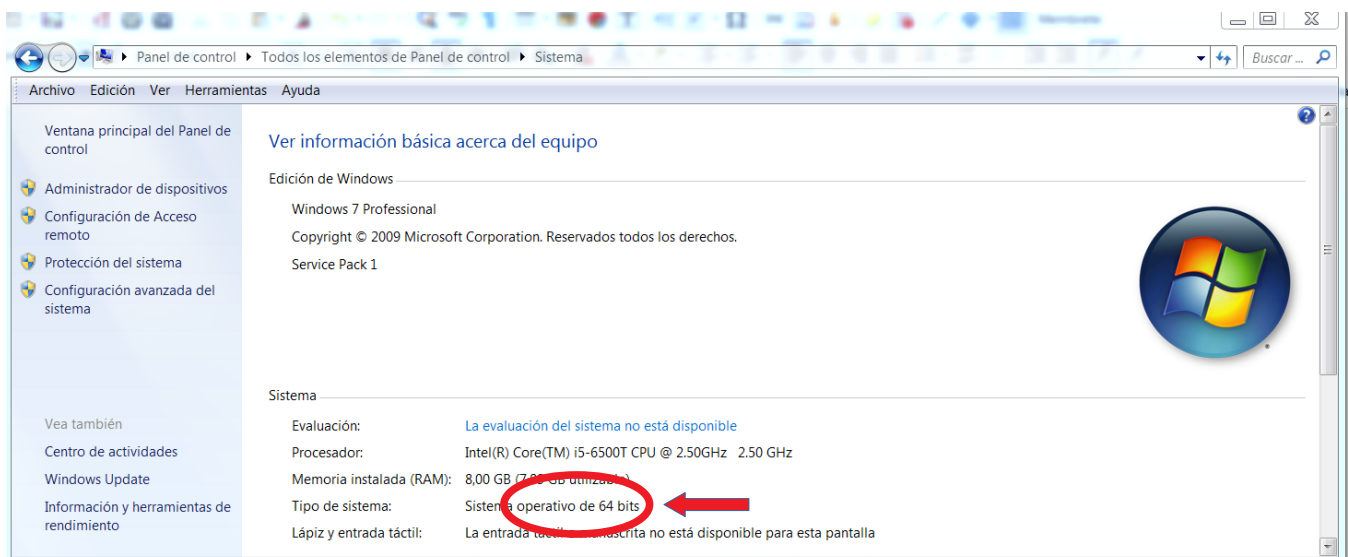 Panel de control ▸ Todos los elementos de Panel de control ▸ Sistema
Buscar ...
Archivo Edición Ver Herramientas Ayuda
Ventana principal del Panel de
control
Administrador de dispositivos
Configuración de Acceso
remoto
Protección del sistema
Configuración avanzada del
sistema
Vea también
Centro de actividades
Windows Update
Información y herramientas de
rendimiento
Ver información básica acerca del equipo
Edición de Windows
Windows 7 Professional
Copyright © 2009 Microsoft Corporation. Reservados todos los derechos.
Service Pack 1
Sistema
Evaluación: La evaluación del sistema no está disponible
Procesador: Intel(R) Core(TM) i5-6500T CPU @ 2.50GHz 2.50 GHz
Memoria instalada (RAM): 8,00 GB utilizable)
Tipo de sistema: Sistema operativo de 64 bits
Lápiz y entrada táctil: La entrada no está disponible para esta pantalla